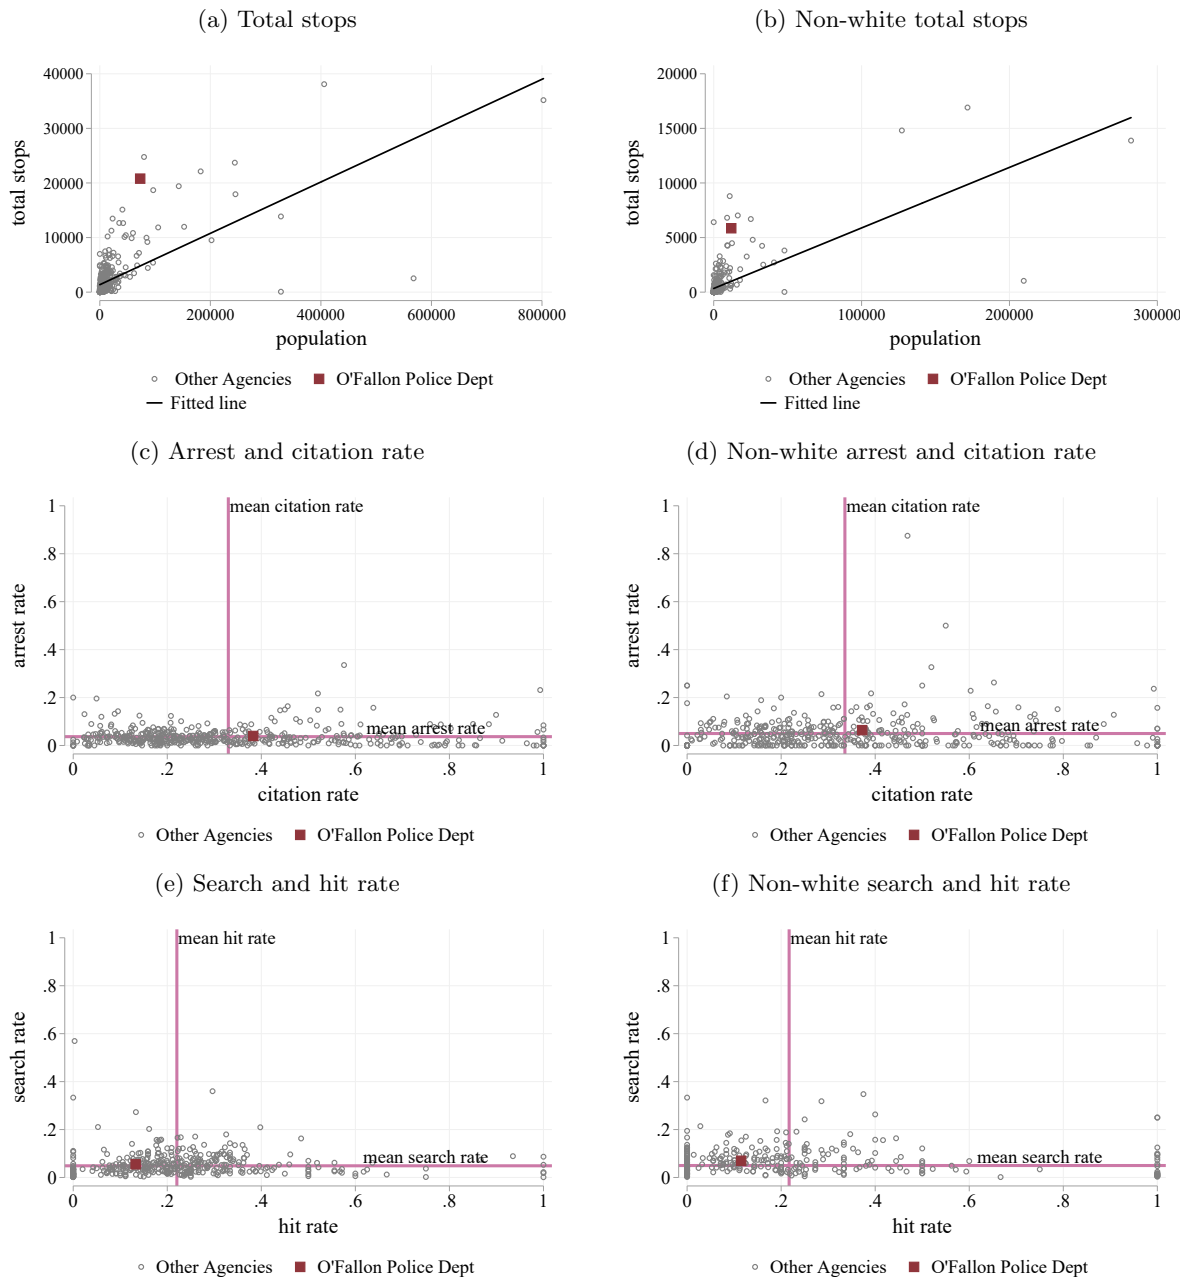 (a) Total stops
(b) Non-white total stops
40000
30000
20000
10000
0
total stops
0 200000 400000 600000 800000
population
Other Agencies O'Fallon Police Dept
Fitted line
20000
15000
10000
5000
0
total stops
0 100000 200000 300000
population
Other Agencies O'Fallon Police Dept
Fitted line
(c) Arrest and citation rate
(d) Non-white arrest and citation rate
1
.8
.6
.4
.2
0
arrest rate
mean citation rate
mean arrest rate
0 .2 .4 .6 .8 1
citation rate
Other Agencies O'Fallon Police Dept
1
.8
.6
.4
.2
0
arrest rate
mean citation rate
mean arrest rate
0 .2 .4 .6 .8 1
citation rate
Other Agencies O'Fallon Police Dept
(e) Search and hit rate
(f) Non-white search and hit rate
1
.8
.6
.4
.2
0
search rate
mean hit rate
mean search rate
0 .2 .4 .6 .8 1
hit rate
Other Agencies O'Fallon Police Dept
1
.8
.6
.4
.2
0
search rate
mean hit rate
mean search rate
0 .2 .4 .6 .8 1
hit rate
Other Agencies O'Fallon Police Dept